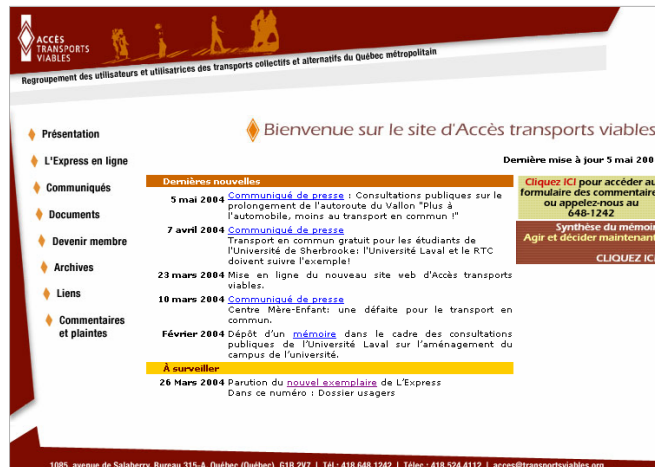 ACCÈS
TRANSPORTS
VIABLES
Regroupement des utilisateurs et utilisatrices des transports collectifs et alternatifs du Québec métropolitain
Bienvenue sur le site d'Accès transports viables
Dernière mise à jour 5 mai 200
Présentation
L'Express en ligne
Communiqués
Documents
Devenir membre
Archives
Liens
Commentaires
et plaintes
Dernières nouvelles
5 mai 2004 Communiqué de presse : Consultations publiques sur le
prolongement de l'autoroute du Vallon "Plus à
l'automobile, moins au transport en commun !"
7 avril 2004 Communiqué de presse
Transport en commun gratuit pour les étudiants de
l'Université de Sherbrooke: l'Université Laval et le RTC
doivent suivre l'exemple!
23 mars 2004 Mise en ligne du nouveau site web d'Accès transports
viables.
10 mars 2004 Communiqué de presse
Centre Mère-Enfant: une défaite pour le transport en
commun.
Février 2004 Dépôt d'un mémoire dans le cadre des consultations
publiques de l'Université Laval sur l'aménagement du
campus de l'université.
À surveiller
26 Mars 2004 Parution du nouvel exemplaire de L'Express
Dans ce numéro : Dossier usagers
Cliquez ICI pour accéder au
formulaire des commentaire
ou appelez-nous au
648-1242
Synthèse du mémoir
Agir et décider maintenant
CLIQUEZ ICI
1085, avenue de Salaberry, Bureau 315-A, Québec (Québec), G1R 2V7 | Tél : 418.648.1242 | Téléc : 418.524.4112 | acces@transportsviables.org